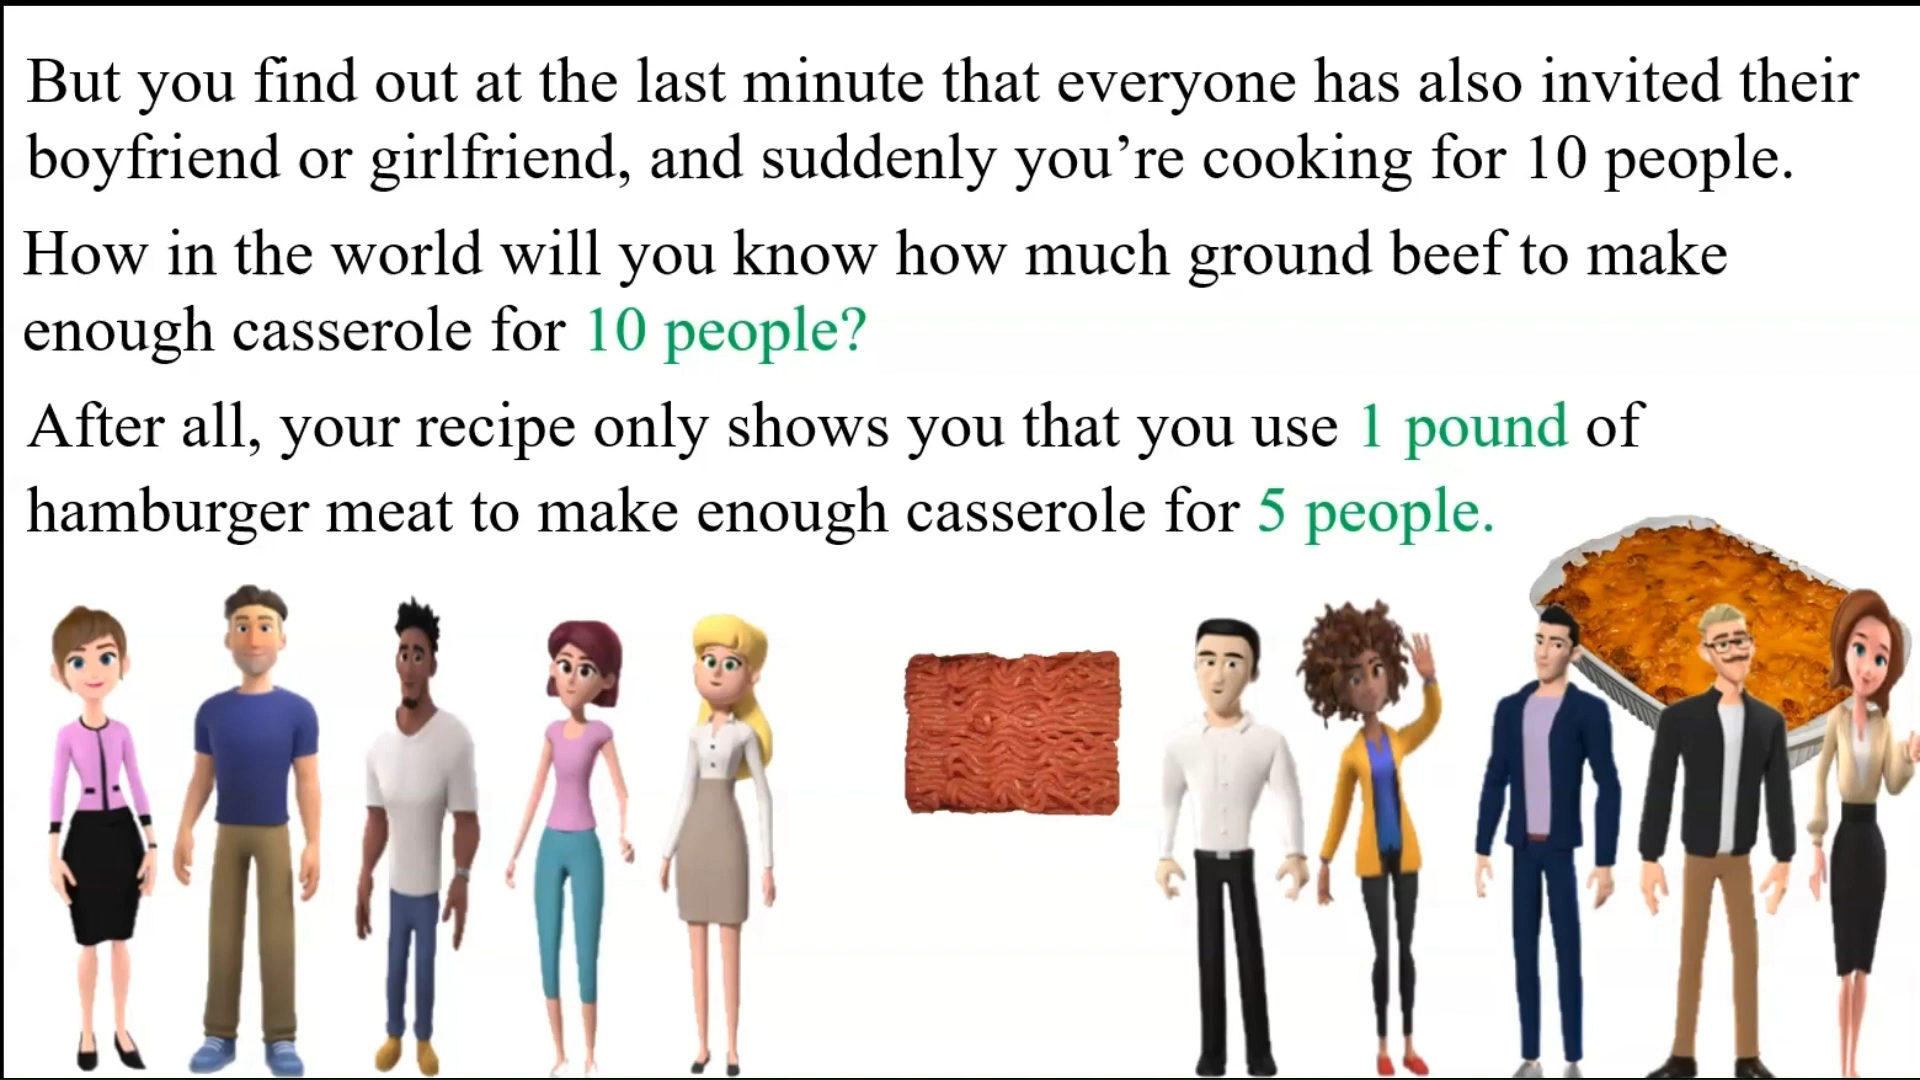 But you find out at the last minute that everyone has also invited their
boyfriend or girlfriend, and suddenly you’re cooking for 10 people.
How in the world will you know how much ground beef to make
enough casserole for 10 people?
After all, your recipe only shows you that you use 1 pound of
hamburger meat to make enough casserole for 5 people.